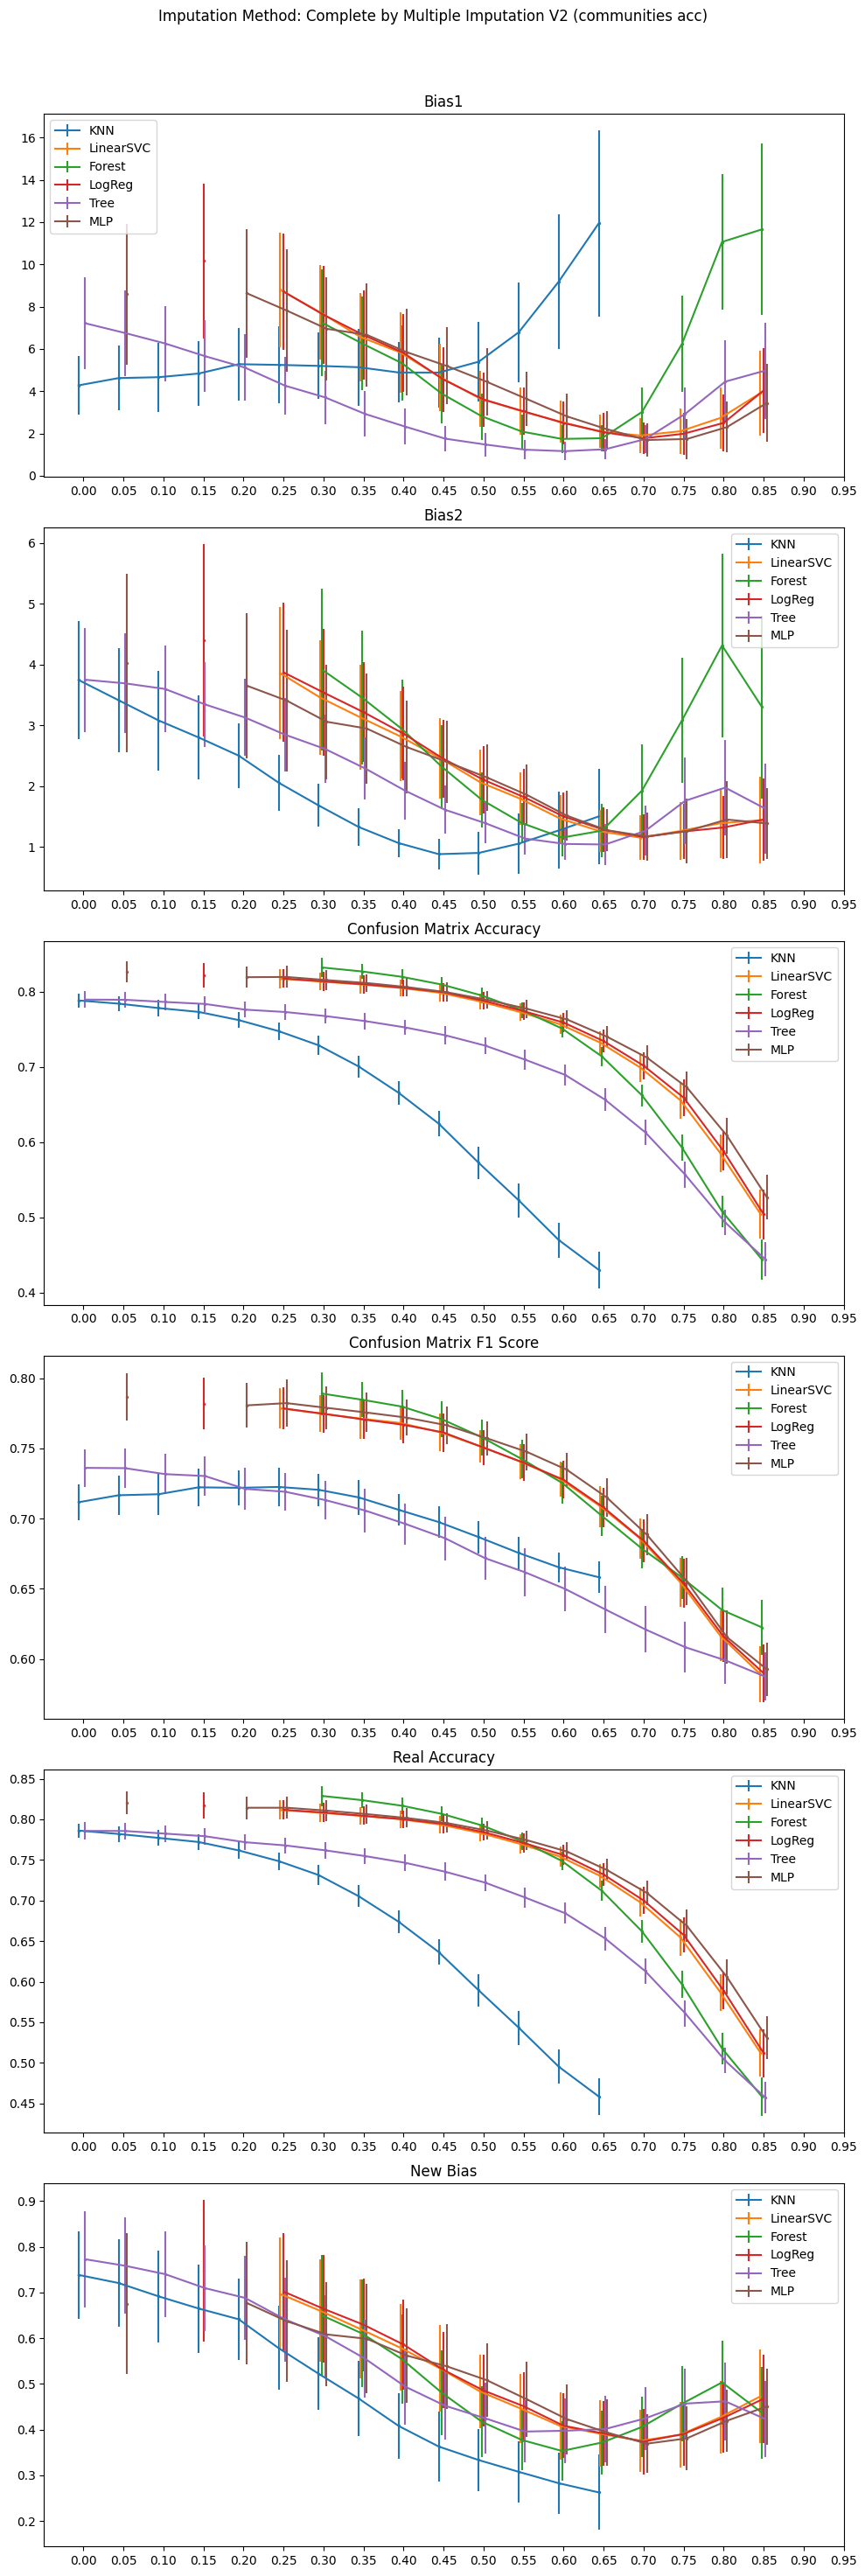 Imputation Method: Complete by Multiple Imputation V2 (communities acc)
Bias1
KNN
LinearSVC
Forest
LogReg
Tree
MLP
16
14
12
10
8
6
4
2
0
0.00 0.05 0.10 0.15 0.20 0.25 0.30 0.35 0.40 0.45 0.50 0.55 0.60 0.65 0.70 0.75 0.80 0.85 0.90 0.95
Bias2
KNN
LinearSVC
Forest
LogReg
Tree
MLP
6
5
4
3
2
1
0.00 0.05 0.10 0.15 0.20 0.25 0.30 0.35 0.40 0.45 0.50 0.55 0.60 0.65 0.70 0.75 0.80 0.85 0.90 0.95
Confusion Matrix Accuracy
KNN
LinearSVC
Forest
LogReg
Tree
MLP
0.8
0.7
0.6
0.5
0.4
0.00 0.05 0.10 0.15 0.20 0.25 0.30 0.35 0.40 0.45 0.50 0.55 0.60 0.65 0.70 0.75 0.80 0.85 0.90 0.95
Confusion Matrix F1 Score
KNN
LinearSVC
Forest
LogReg
Tree
MLP
0.80
0.75
0.70
0.65
0.60
0.00 0.05 0.10 0.15 0.20 0.25 0.30 0.35 0.40 0.45 0.50 0.55 0.60 0.65 0.70 0.75 0.80 0.85 0.90 0.95
Real Accuracy
KNN
LinearSVC
Forest
LogReg
Tree
MLP
0.85
0.80
0.75
0.70
0.65
0.60
0.55
0.50
0.45
0.00 0.05 0.10 0.15 0.20 0.25 0.30 0.35 0.40 0.45 0.50 0.55 0.60 0.65 0.70 0.75 0.80 0.85 0.90 0.95
New Bias
KNN
LinearSVC
Forest
LogReg
Tree
MLP
0.9
0.8
0.7
0.6
0.5
0.4
0.3
0.2
0.00 0.05 0.10 0.15 0.20 0.25 0.30 0.35 0.40 0.45 0.50 0.55 0.60 0.65 0.70 0.75 0.80 0.85 0.90 0.95